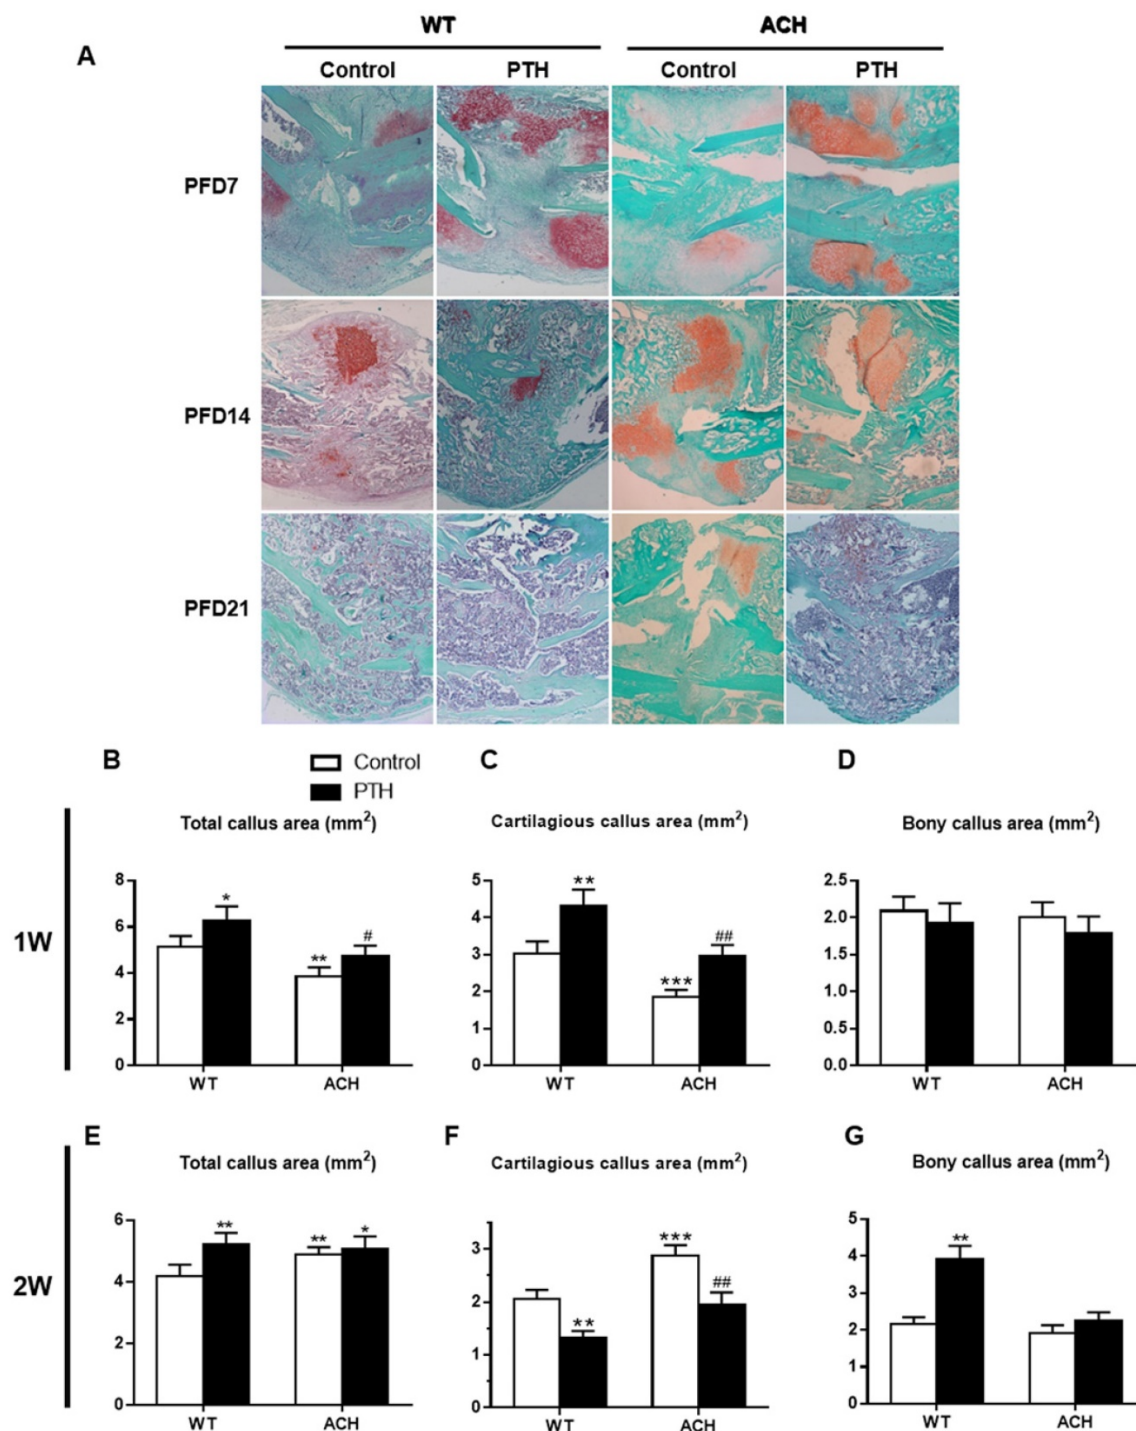 WT ACH
A
Control PTH Control PTH
PFD7
PFD14
PFD21
B Control C D
PTH
Total callus area (mm²) Cartilagious callus area (mm²) Bony callus area (mm²)
1W
8
6
4
2
0
* ** #
WT ACH
5
4
3
2
1
0
** *** ##
WT ACH
2.5
2.0
1.5
1.0
0.5
0.0
WT ACH
E F G
Total callus area (mm²) Cartilagious callus area (mm²) Bony callus area (mm²)
2W
6
4
2
0
** ** *
WT ACH
3
2
1
0
** *** ##
WT ACH
5
4
3
2
1
0
**
WT ACH